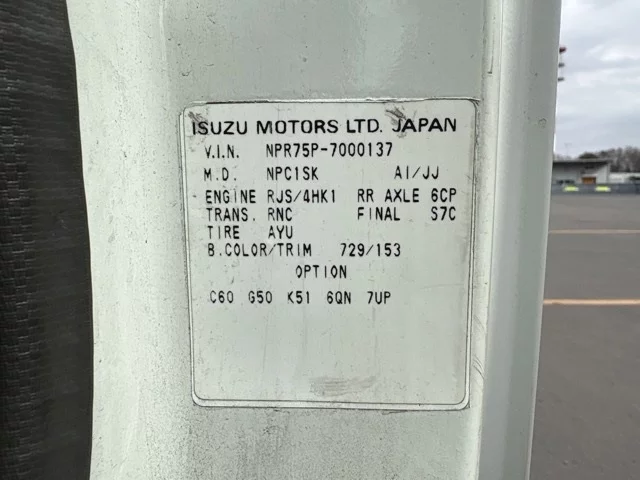 ISUZU MOTORS LTD. JAPAN
V.I.N. NPR75P-7000137
M.D. NPC1SK AI/JJ
ENGINE RJS/4HK1 RR AXLE 6CP
TRANS. RNC FINAL S7C
TIRE AYU
B.COLOR/TRIM 729/153
OPTION
C60 G50 K51 6QN 7UP